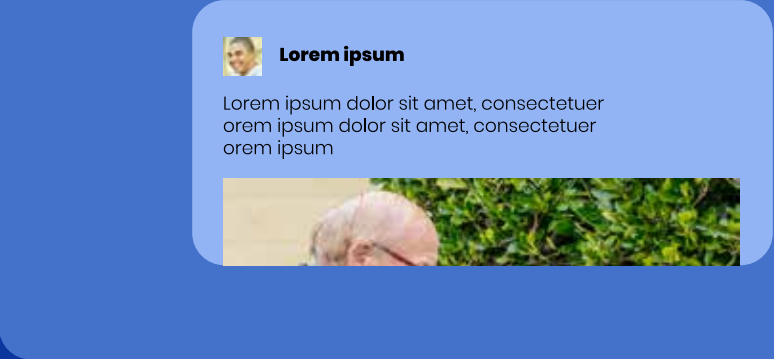 Lorem ipsum
Lorem ipsum dolor sit amet, consectetuer
orem ipsum dolor sit amet, consectetuer
orem ipsum